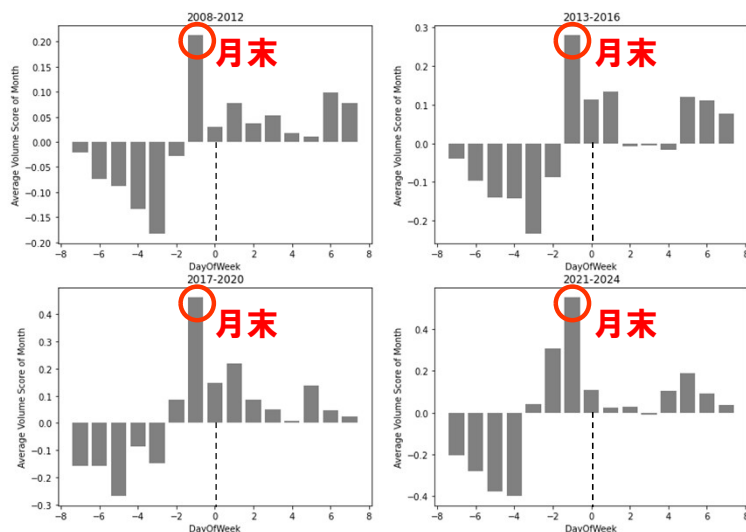 2008-2012
Average Volume Score of Month
0.20
0.15
0.10
0.05
0.00
-0.05
-0.10
-0.15
-0.20
月末
-8 -6 -4 -2 0 2 4 6 8
DayOfWeek
2013-2016
Average Volume Score of Month
0.3
0.2
0.1
0.0
-0.1
-0.2
月末
-8 -6 -4 -2 0 2 4 6 8
DayOfWeek
2017-2020
Average Volume Score of Month
0.4
0.3
0.2
0.1
0.0
-0.1
-0.2
-0.3
月末
-8 -6 -4 -2 0 2 4 6 8
DayOfWeek
2021-2024
Average Volume Score of Month
0.4
0.2
0.0
-0.2
-0.4
月末
-8 -6 -4 -2 0 2 4 6 8
DayOfWeek